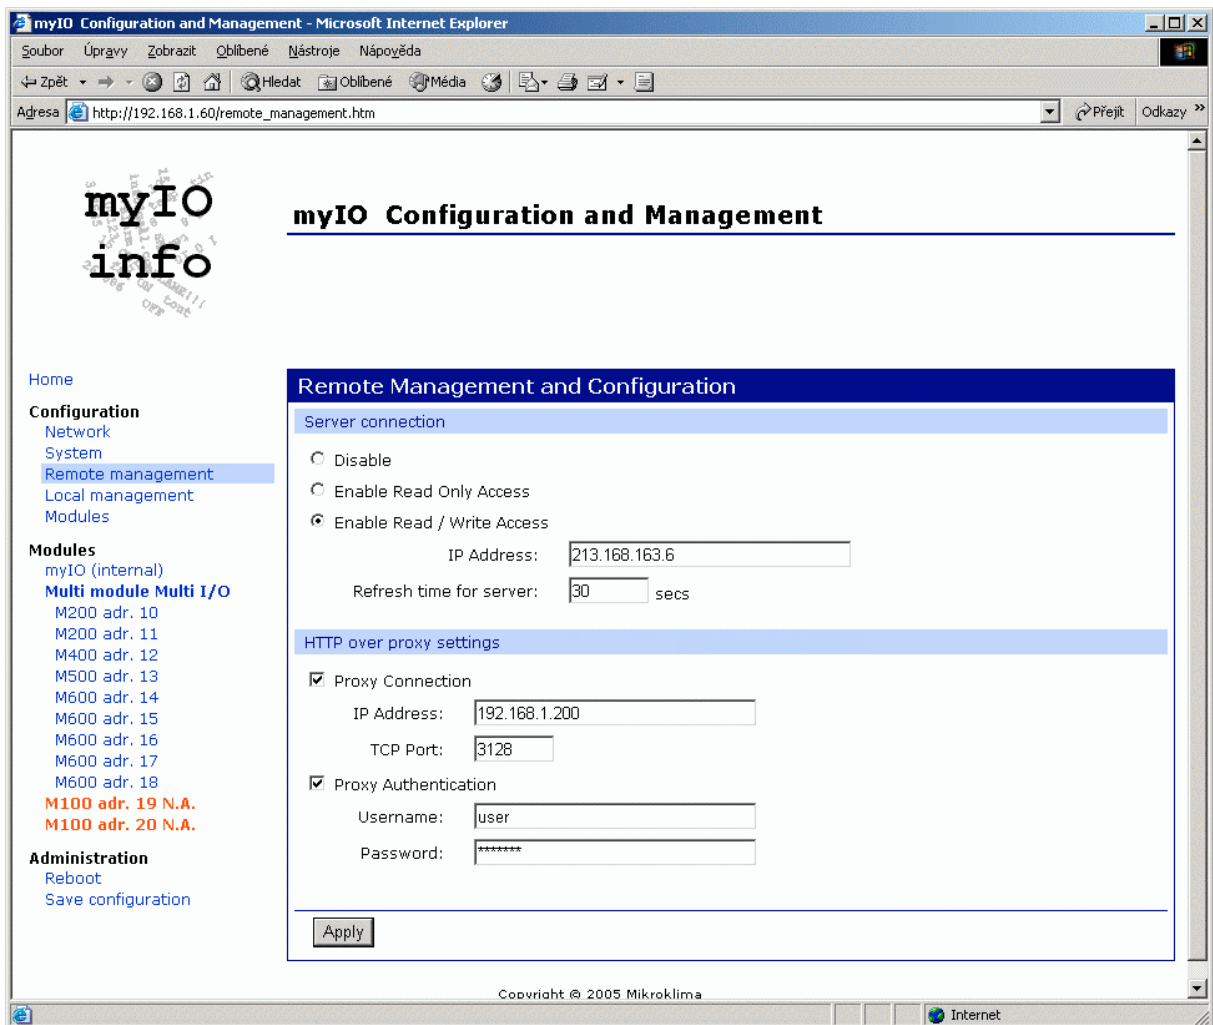 myIO Configuration and Management - Microsoft Internet Explorer
Soubor Úpravy Zobrazit Oblíbené Nástroje Nápověda
Zpět Hledat Oblíbené Média
Adresa http://192.168.1.60/remote_management.htm Přejít Odkazy »
myIO
info
myIO Configuration and Management
Home
Configuration
Network
System
Remote management
Local management
Modules
Modules
myIO (internal)
Multi module Multi I/O
M200 adr. 10
M200 adr. 11
M400 adr. 12
M500 adr. 13
M600 adr. 14
M600 adr. 15
M600 adr. 16
M600 adr. 17
M600 adr. 18
M100 adr. 19 N.A.
M100 adr. 20 N.A.
Administration
Reboot
Save configuration
Remote Management and Configuration
Server connection
Disable
Enable Read Only Access
Enable Read / Write Access
IP Address: 213.168.163.6
Refresh time for server: 30 secs
HTTP over proxy settings
Proxy Connection
IP Address: 192.168.1.200
TCP Port: 3128
Proxy Authentication
Username: user
Password: *******
Apply
Copyright © 2005 Mikroklima
Internet